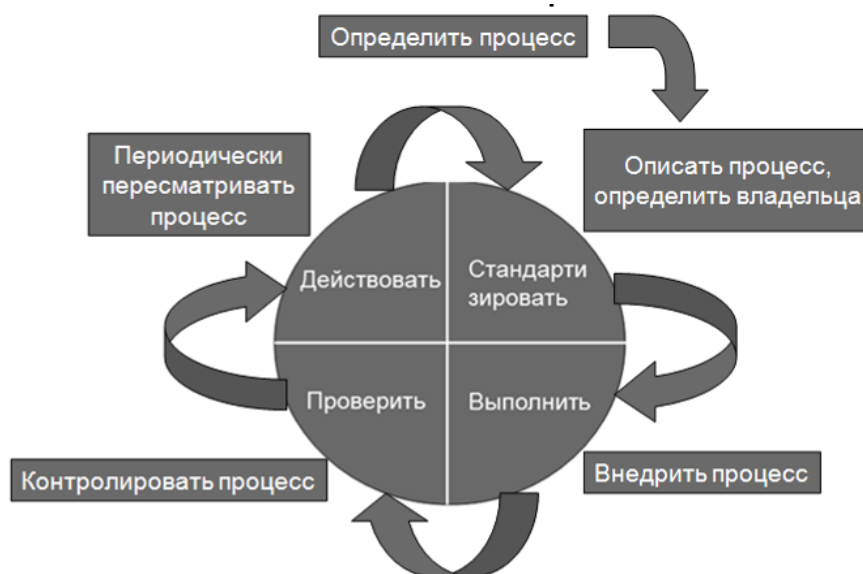 Определить процесс
Периодически
пересматривать
процесс
Описать процесс,
определить владельца
Действовать
Стандарти
зировать
Проверить
Выполнить
Контролировать процесс
Внедрить процесс